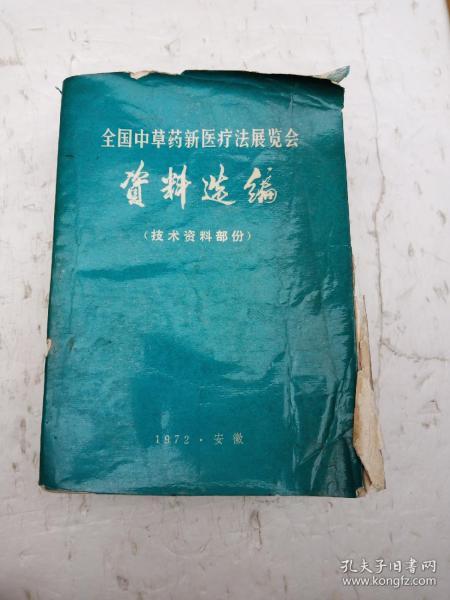 全国中草药新医疗法展览会
资料选编
（技术资料部份）
1972·安徽
孔夫子旧书网
www.kongfz.com